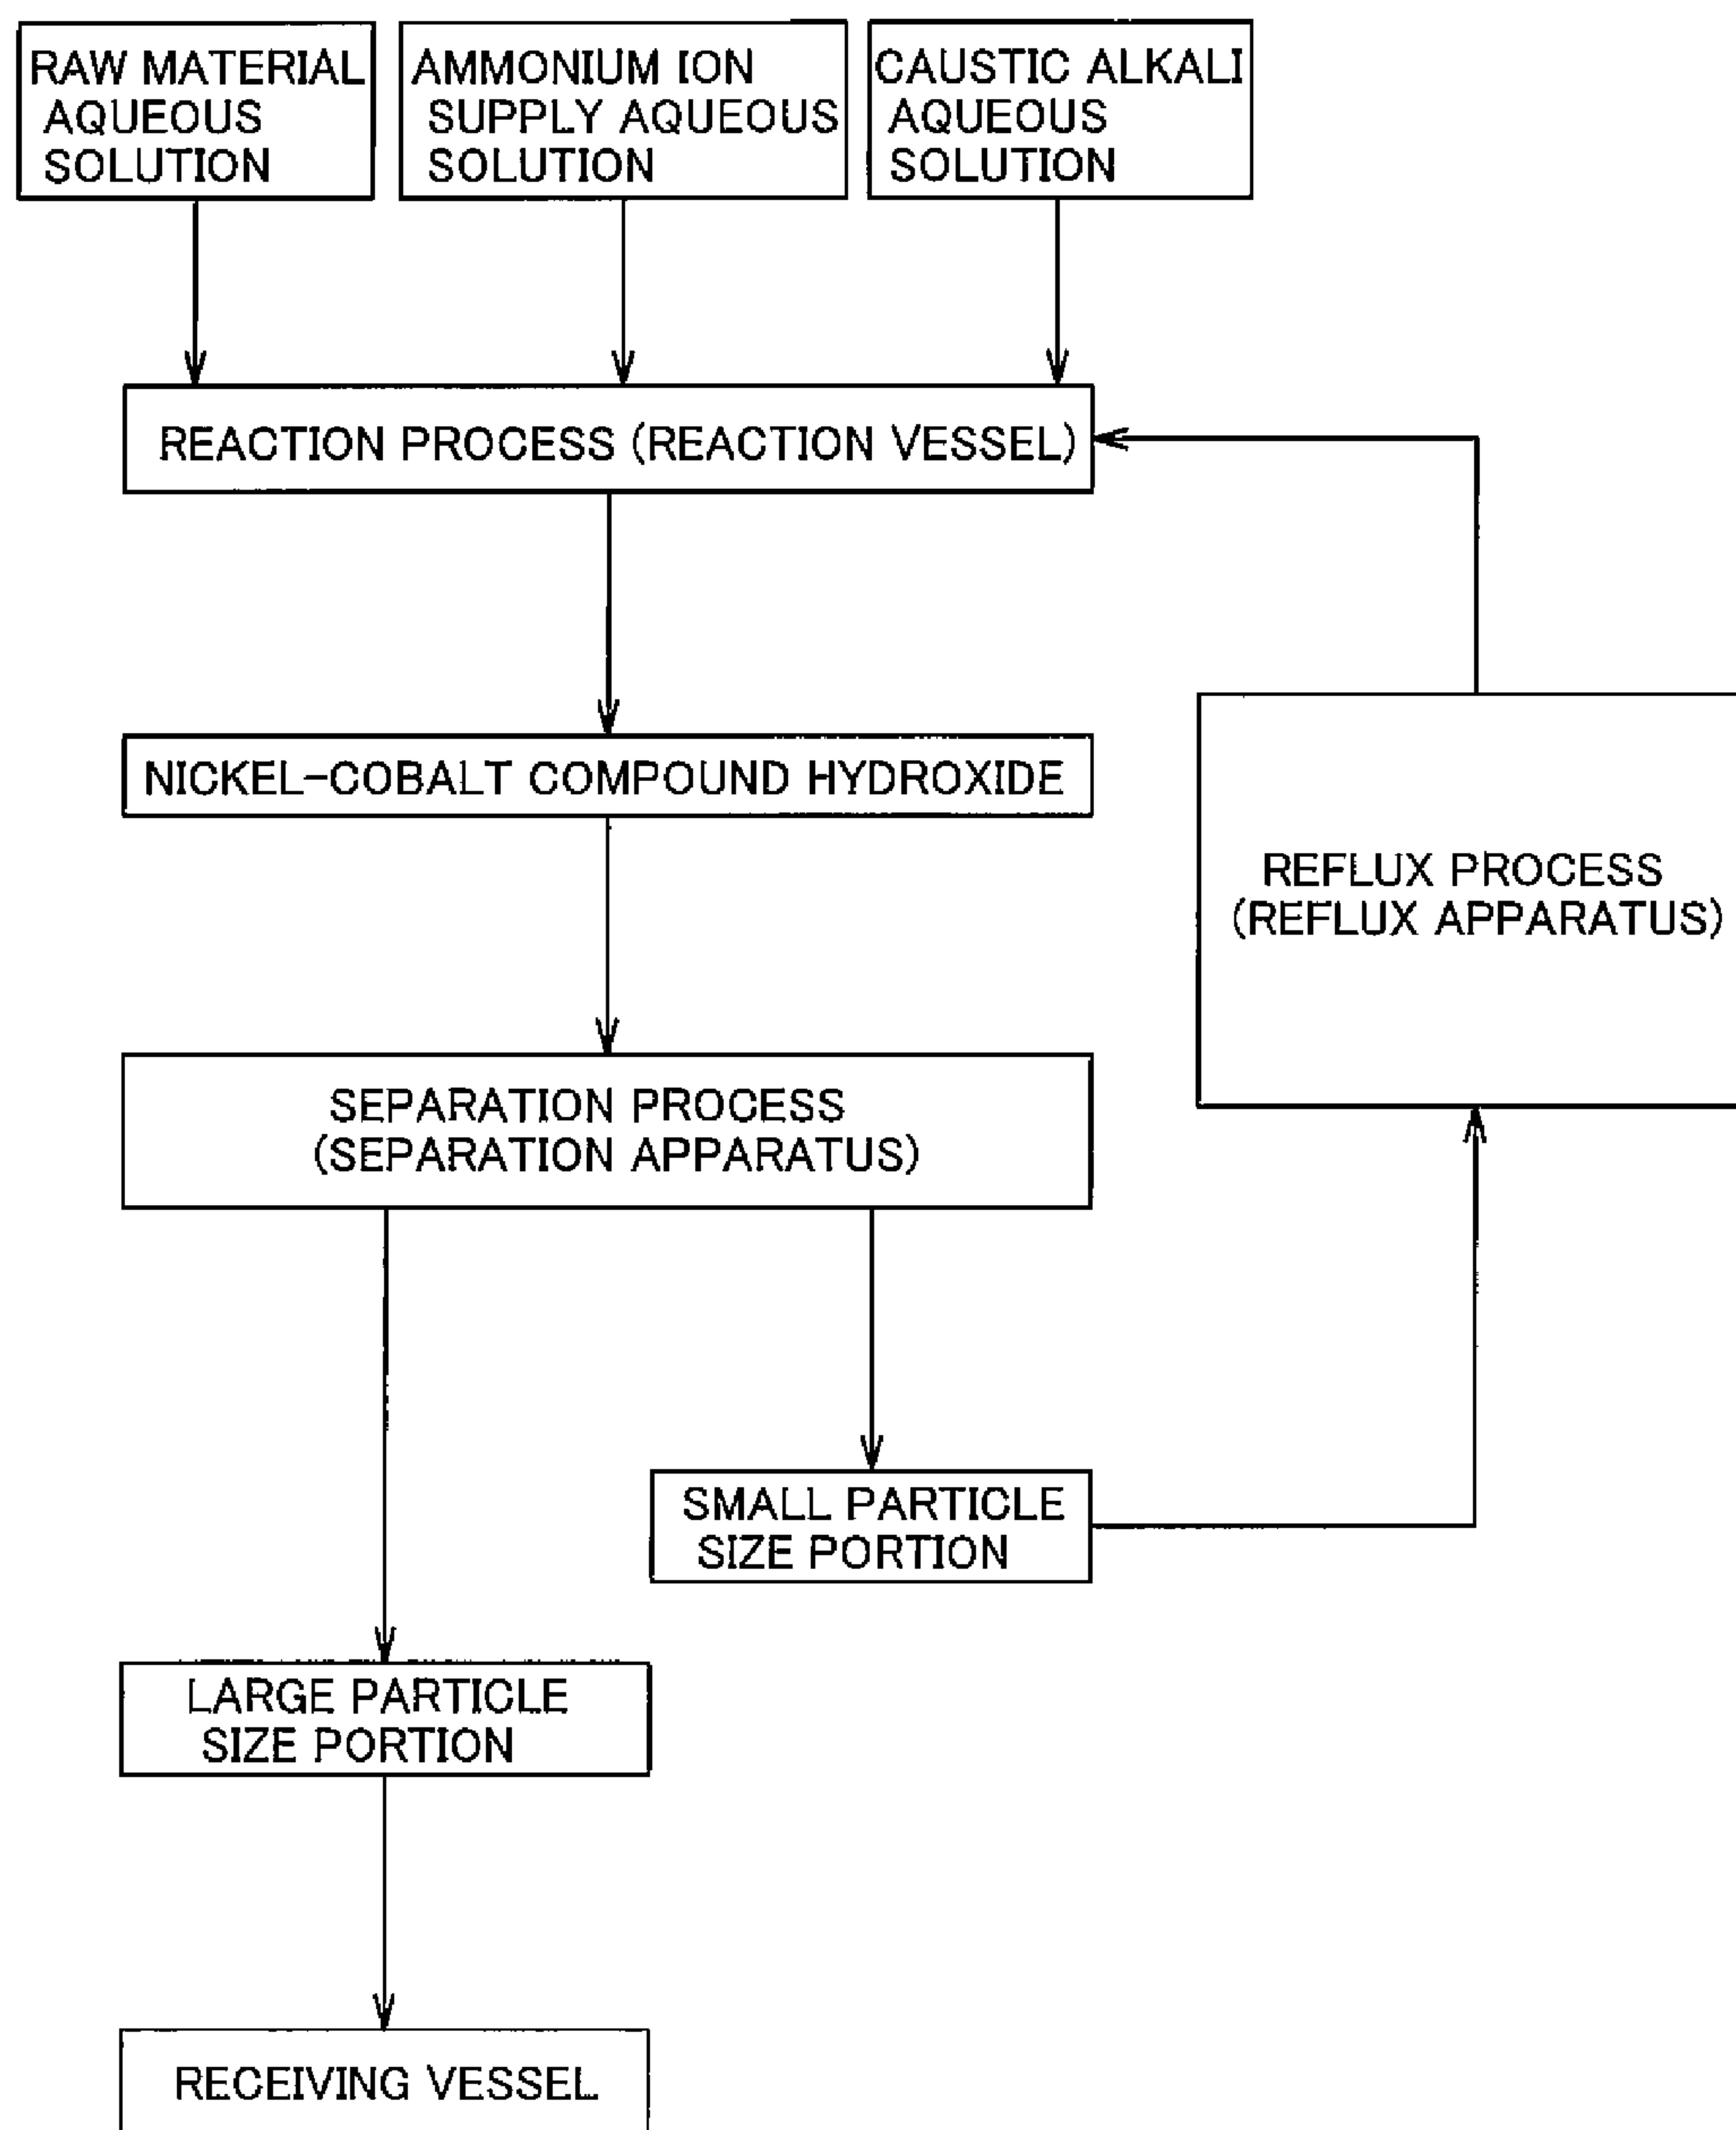 RAW MATERIAL
AQUEOUS
SOLUTION
AMMONIUM ION
SUPPLY AQUEOUS
SOLUTION
CAUSTIC ALKALI
AQUEOUS
SOLUTION
REACTION PROCESS (REACTION VESSEL)
NICKEL-COBALT COMPOUND HYDROXIDE
REFLUX PROCESS
(REFLUX APPARATUS)
SEPARATION PROCESS
(SEPARATION APPARATUS)
SMALL PARTICLE
SIZE PORTION
LARGE PARTICLE
SIZE PORTION
RECEIVING VESSEL